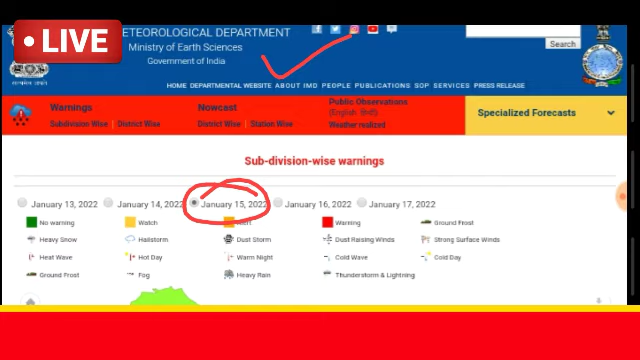 LIVE
METEOROLOGICAL DEPARTMENT
Ministry of Earth Sciences
Government of India
Search
HOME DEPARTMENTAL WEBSITE ABOUT IMD PEOPLE PUBLICATIONS SOP SERVICES PRESS RELEASE
Warnings
Subdivision Wise District Wise
Nowcast
District Wise Station Wise
Public Observations
(English, हिन्दी)
Weather realized
Specialized Forecasts
Sub-division-wise warnings
January 13, 2022 January 14, 2022 January 15, 2022 January 16, 2022 January 17, 2022
No warning Watch Alert Warning Ground Frost
Heavy Snow Hailstorm Dust Storm Dust Raising Winds Strong Surface Winds
Heat Wave Hot Day Warm Night Cold Wave Cold Day
Ground Frost Fog Heavy Rain Thunderstorm & Lightning